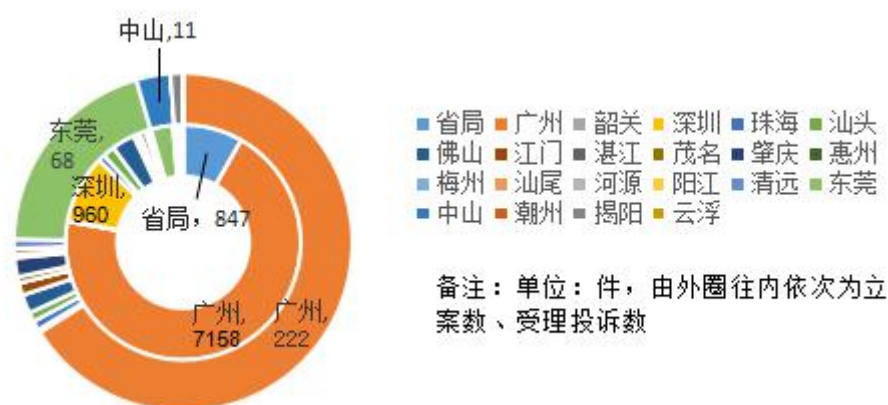 中山,11
东莞,
68
深圳,
960
省局，847
广州,
7158
广州,
222
省局 广州 韶关 深圳 珠海 汕头
佛山 江门 湛江 茂名 肇庆 惠州
梅州 汕尾 河源 阳江 清远 东莞
中山 潮州 揭阳 云浮
备注：单位：件，由外圈往内依次为立
案数、受理投诉数